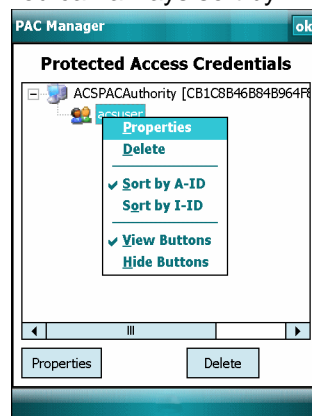 PAC Manager ok
Protected Access Credentials
ACSPACAuthority [CB1C8B46B84B964F
acsuser
Properties
Delete
Sort by A-ID
Sort by I-ID
View Buttons
Hide Buttons
Properties Delete